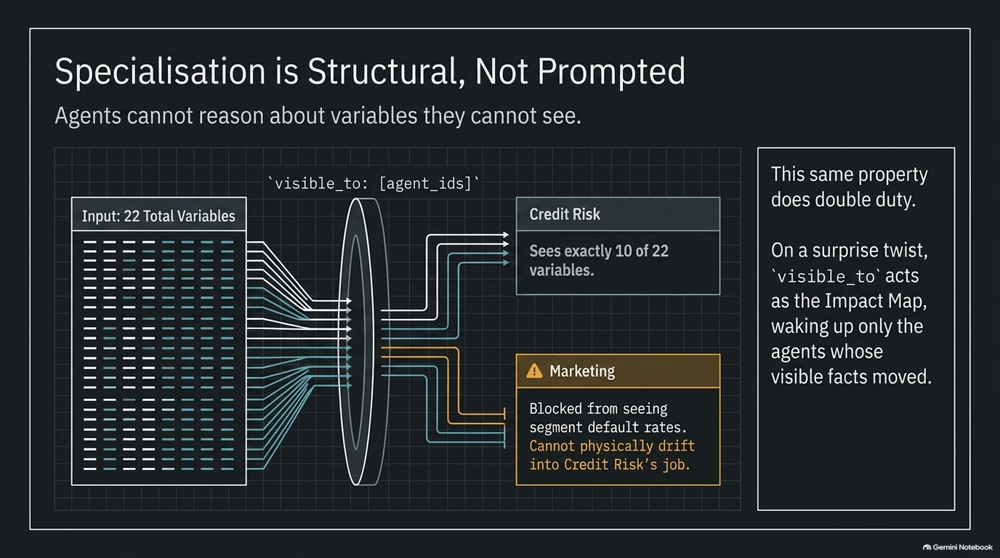 Specialisation is Structural, Not Prompted
Agents cannot reason about variables they cannot see.
`visible_to: [agent_ids]`
Input: 22 Total Variables
Credit Risk
Sees exactly 10 of 22
variables.
Marketing
Blocked from seeing
segment default rates.
Cannot physically drift
into Credit Risk's job.
This same property
does double duty.
On a surprise twist,
`visible_to` acts
as the Impact Map,
waking up only the
agents whose
visible facts moved.
Gemini Notebook